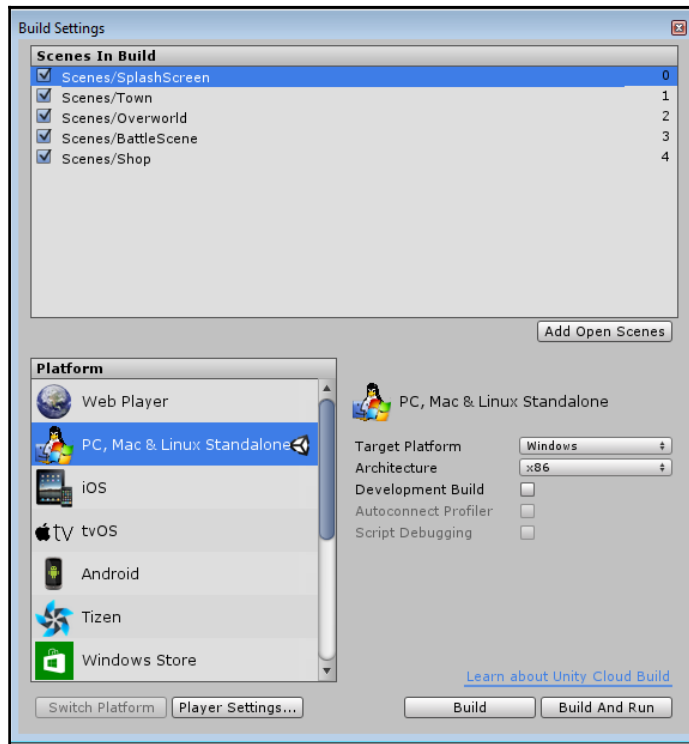 Build Settings
Scenes In Build
Scenes/SplashScreen 0
Scenes/Town 1
Scenes/Overworld 2
Scenes/BattleScene 3
Scenes/Shop 4
Add Open Scenes
Platform
Web Player
PC, Mac & Linux Standalone
iOS
tv tvOS
Android
Tizen
Windows Store
PC, Mac & Linux Standalone
Target Platform Windows
Architecture x86
Development Build
Autoconnect Profiler
Script Debugging
Learn about Unity Cloud Build
Switch Platform Player Settings... Build Build And Run